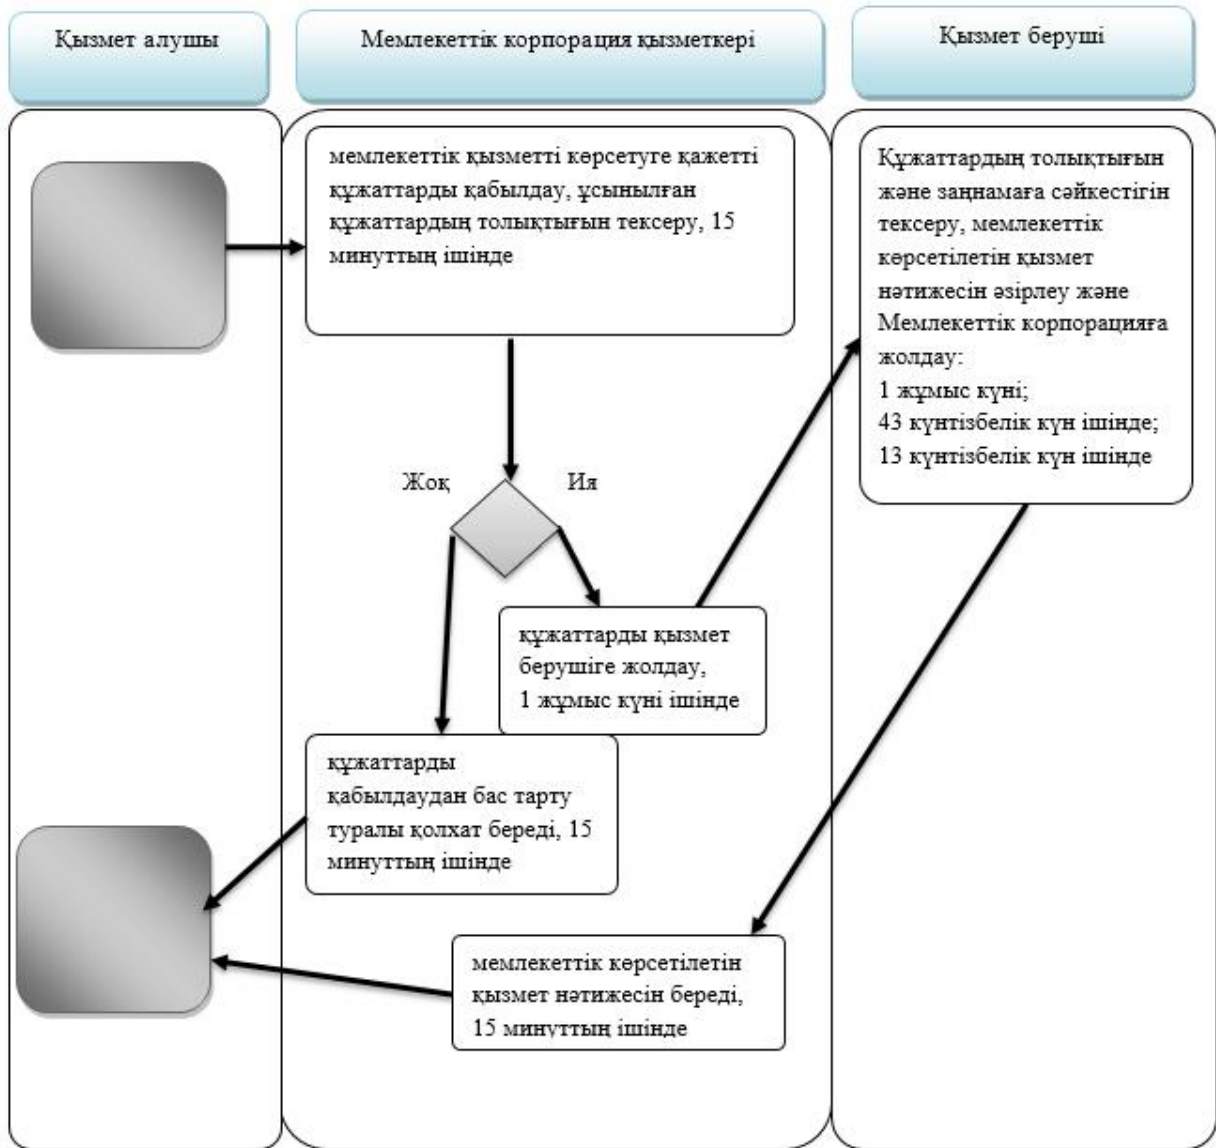 Қызмет алушы
Мемлекеттік корпорация қызметкері
Қызмет беруші
мемлекеттік қызметті көрсетуге қажетті
құжаттарды қабылдау, ұсынылған
құжаттардың толықтығын тексеру, 15
минуттың ішінде
Құжаттардың толықтығын
және заңнамаға сәйкестігін
тексеру, мемлекеттік
көрсетілетін қызмет
нәтижесін әзірлеу және
Мемлекеттік корпорацияға
жолдау:
1 жұмыс күні;
43 күнтізбелік күн ішінде;
13 күнтізбелік күн ішінде
Жоқ
Ия
құжаттарды қызмет
берушіге жолдау,
1 жұмыс күні ішінде
құжаттарды
қабылдаудан бас тарту
туралы қолхат береді, 15
минуттың ішінде
мемлекеттік көрсетілетін
қызмет нәтижесін береді,
15 минуттың ішінде